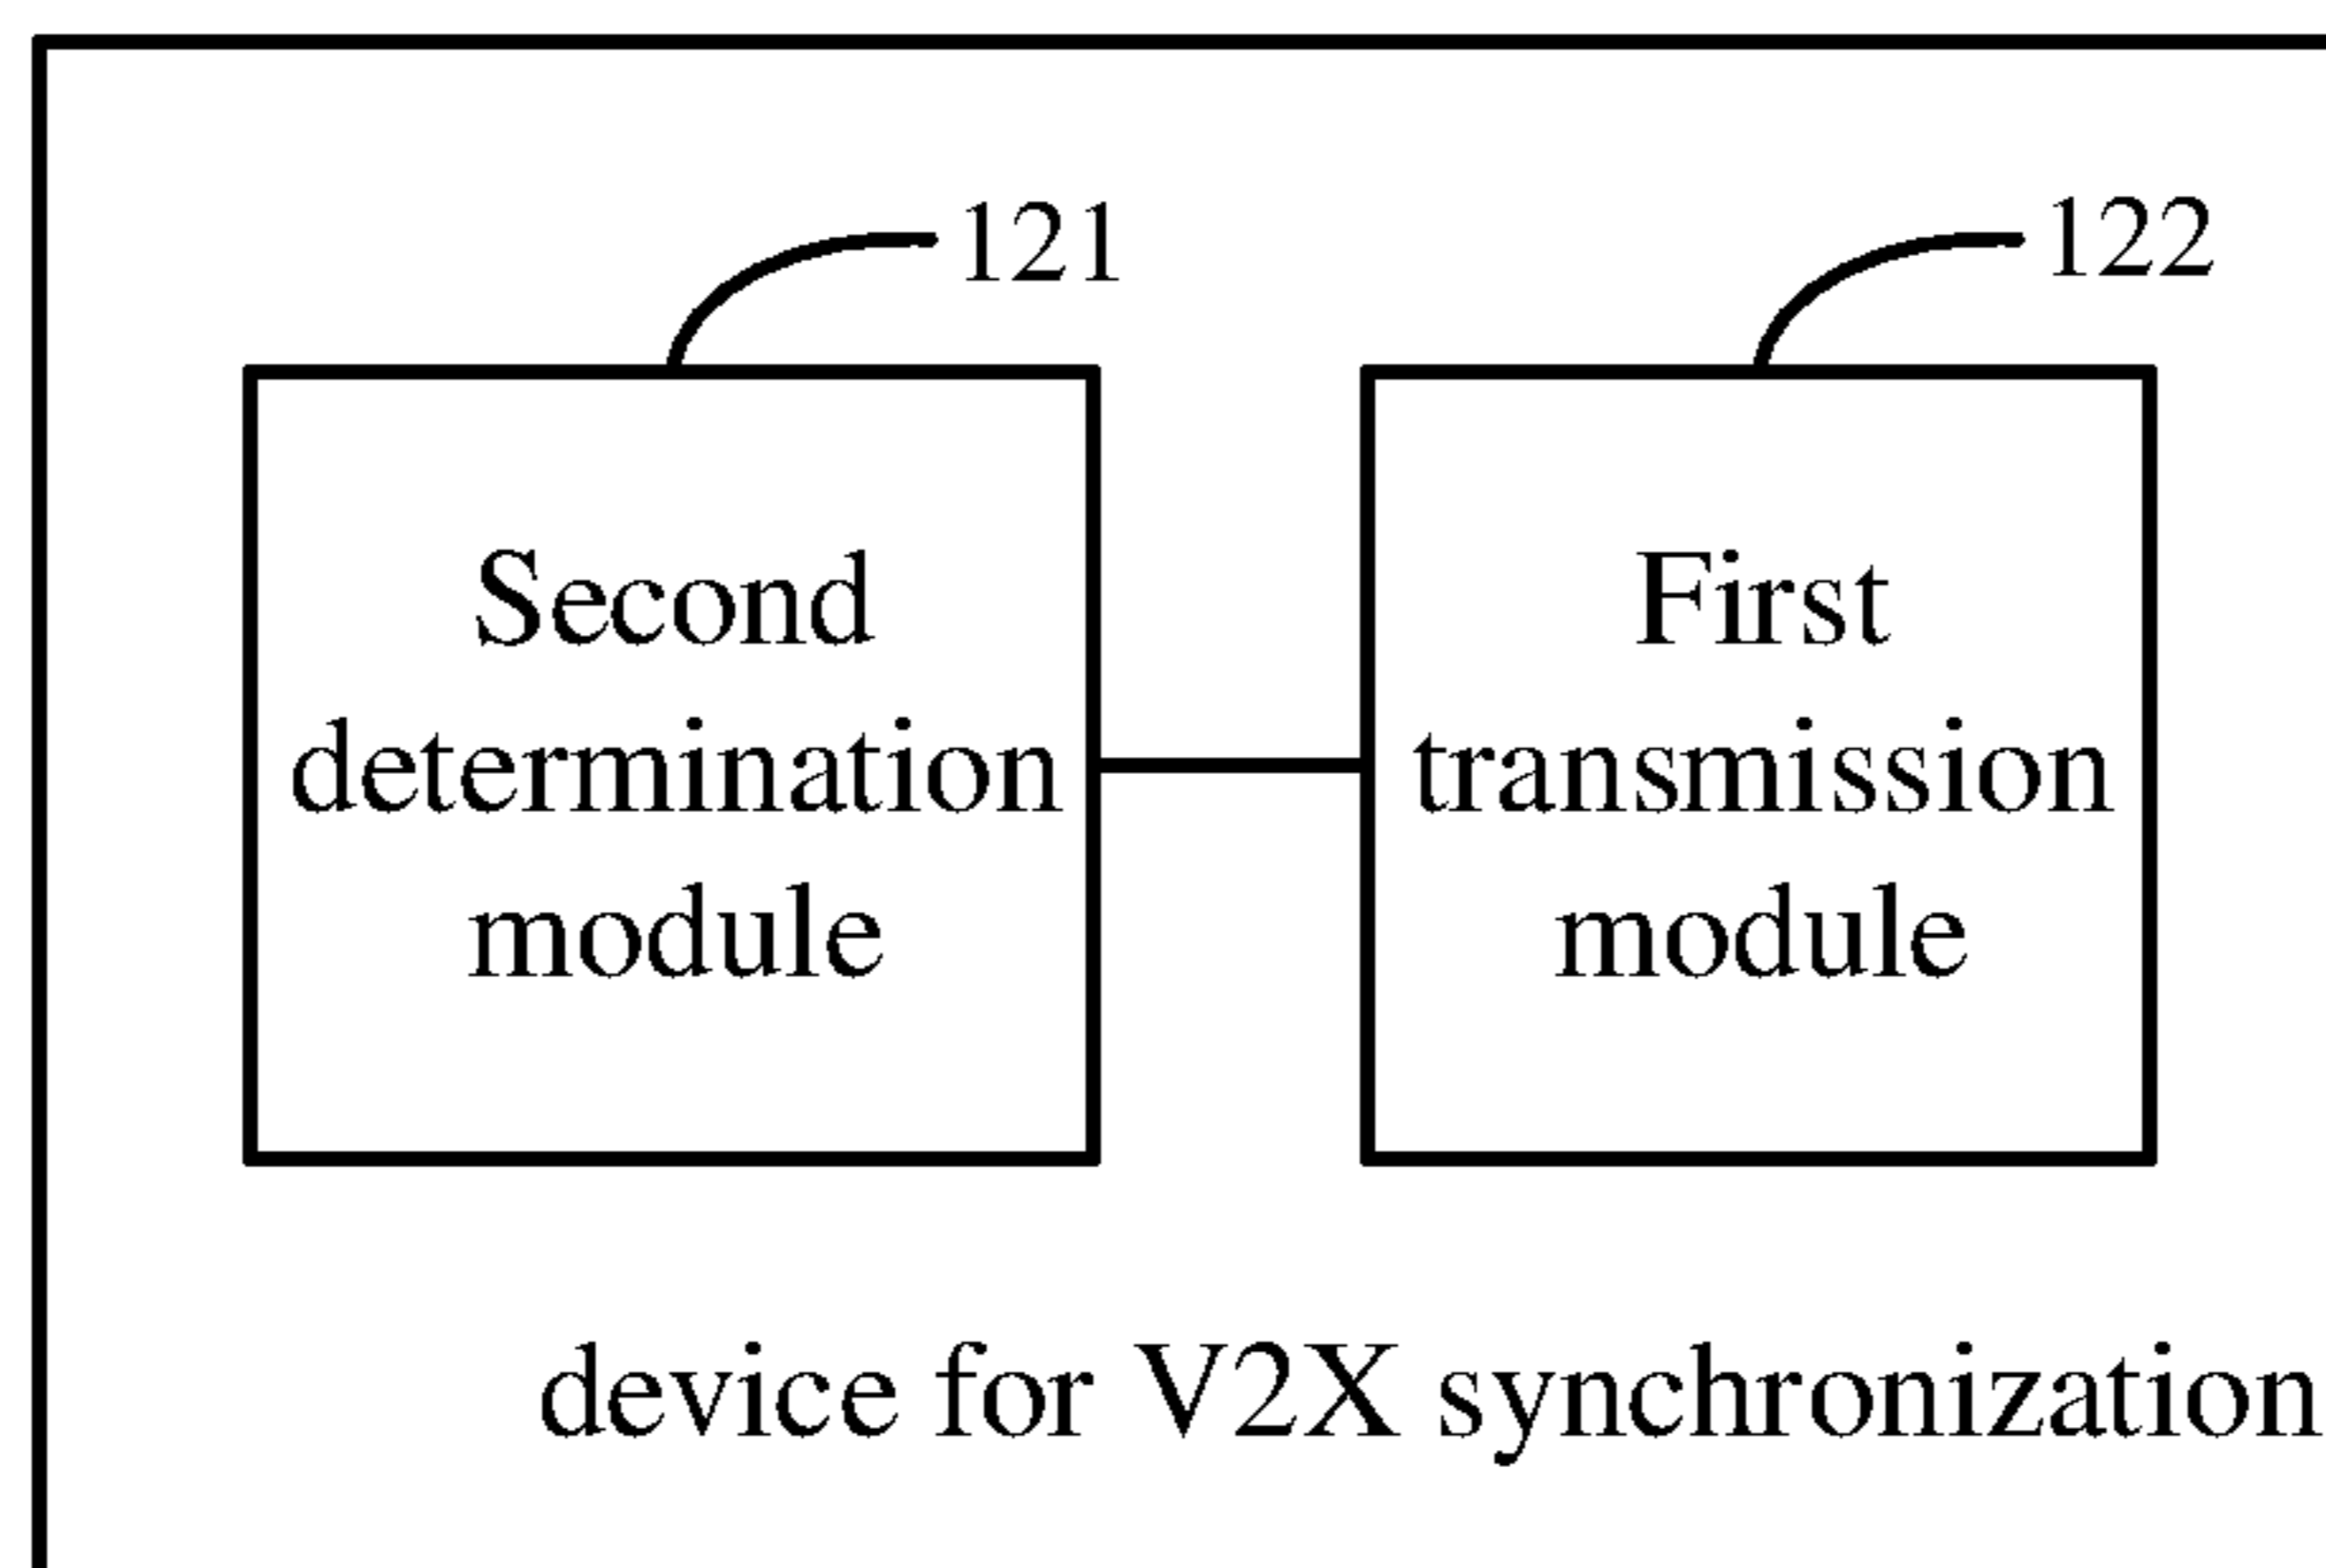 121
122
Second
determination
module
First
transmission
module
device for V2X synchronization